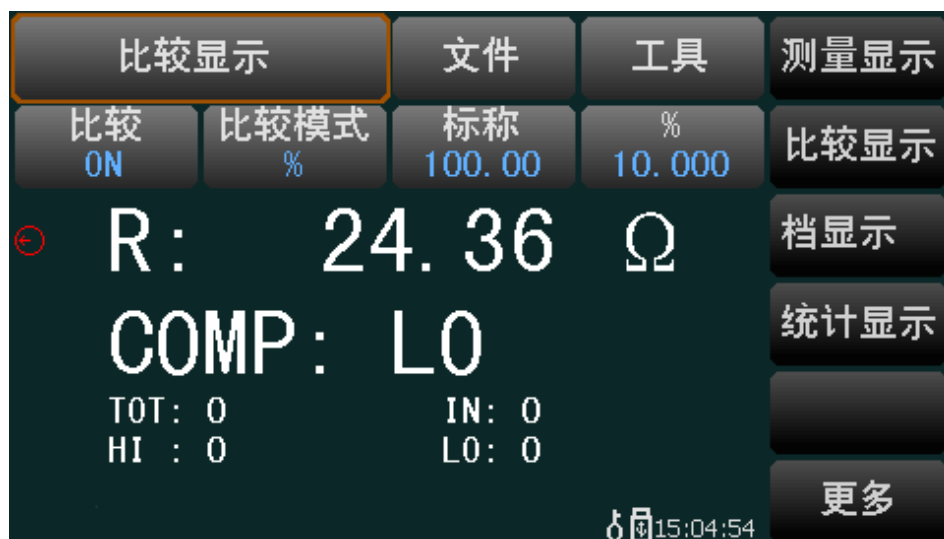 比较显示 文件 工具 测量显示
比较 比较模式 标称 %
ON % 100.00 10.000 比较显示
R: 24.36 Ω 档显示
COMP: LO 统计显示
TOT: 0 IN: 0
HI : 0 LO: 0
更多
15:04:54